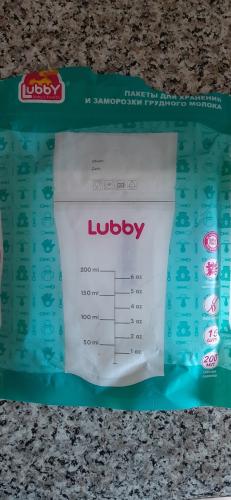 Lubby
ПАКЕТЫ ДЛЯ ХРАНЕНИЯ
И ЗАМОРОЗКИ ГРУДНОГО МОЛОКА
Lubby
200 ml
6 oz
5 oz
150 ml
4 oz
100 ml
3 oz
2 oz
50 ml
1 oz
200